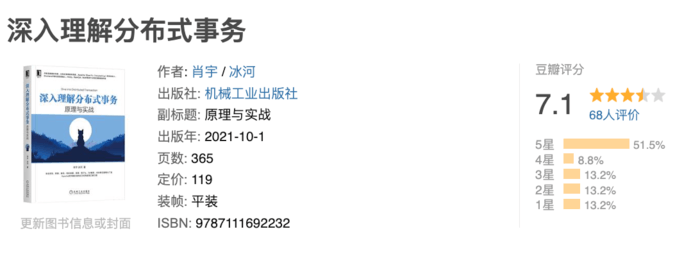 深入理解分布式事务
深入理解分布式事务
原理与实战
更新图书信息或封面
作者: 肖宇 / 冰河
出版社: 机械工业出版社
副标题: 原理与实战
出版年: 2021-10-1
页数: 365
定价: 119
装帧: 平装
ISBN: 9787111692232
豆瓣评分
7.1
68人评价
5星 51.5%
4星 8.8%
3星 13.2%
2星 13.2%
1星 13.2%